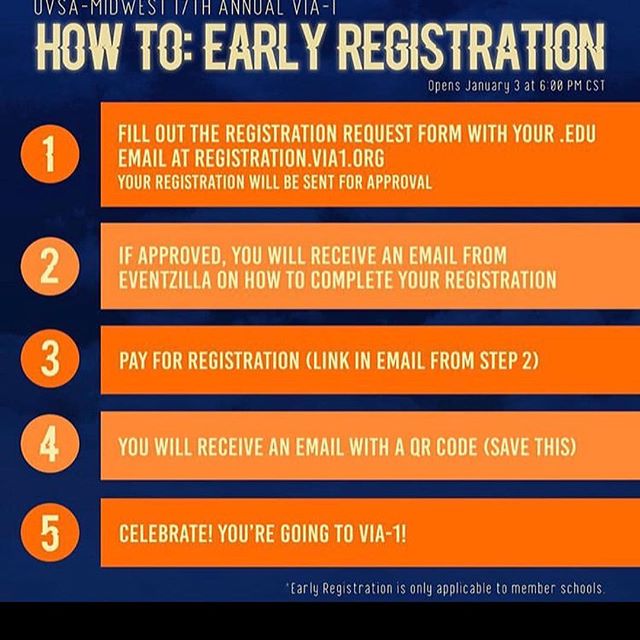 UVSA-MIDWEST 17TH ANNUAL VIA-1
HOW TO: EARLY REGISTRATION
Opens January 3 at 6:00 PM CST
1
FILL OUT THE REGISTRATION REQUEST FORM WITH YOUR .EDU
EMAIL AT REGISTRATION.VIA1.ORG
YOUR REGISTRATION WILL BE SENT FOR APPROVAL
2
IF APPROVED, YOU WILL RECEIVE AN EMAIL FROM
EVENTZILLA ON HOW TO COMPLETE YOUR REGISTRATION
3
PAY FOR REGISTRATION (LINK IN EMAIL FROM STEP 2)
4
YOU WILL RECEIVE AN EMAIL WITH A QR CODE (SAVE THIS)
5
CELEBRATE! YOU'RE GOING TO VIA-1!
*Early Registration is only applicable to member schools.